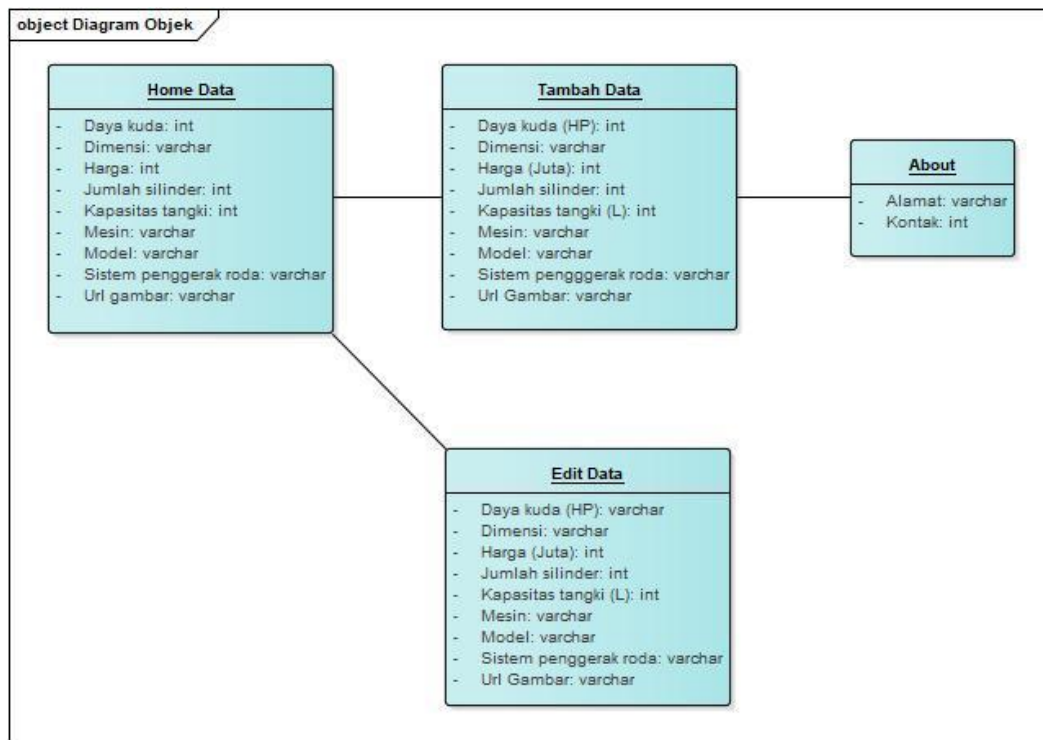 object Diagram Objek
Home Data
- Daya kuda: int
- Dimensi: varchar
- Harga: int
- Jumlah silinder: int
- Kapasitas tangki: int
- Mesin: varchar
- Model: varchar
- Sistem penggerak roda: varchar
- Url gambar: varchar
Tambah Data
- Daya kuda (HP): int
- Dimensi: varchar
- Harga (Juta): int
- Jumlah silinder: int
- Kapasitas tangki (L): int
- Mesin: varchar
- Model: varchar
- Sistem pengggerak roda: varchar
- Url Gambar: varchar
About
- Alamat: varchar
- Kontak: int
Edit Data
- Daya kuda (HP): varchar
- Dimensi: varchar
- Harga (Juta): int
- Jumlah silinder: int
- Kapasitas tangki (L): int
- Mesin: varchar
- Model: varchar
- Sistem penggerak roda: varchar
- Url Gambar: varchar